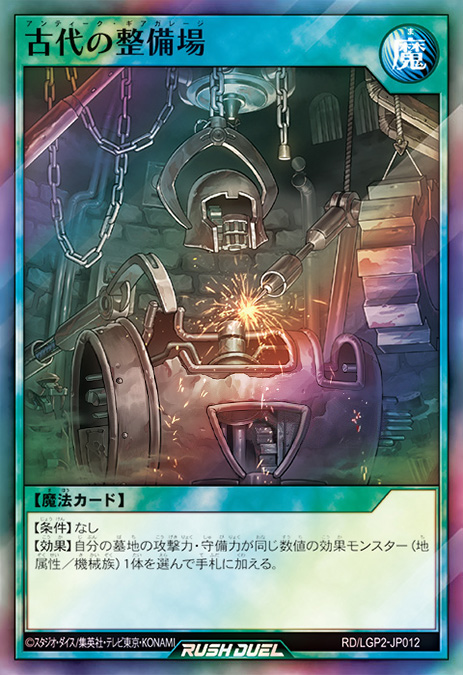 アンティーク・ギアガレージ
古代の整備場
ま
魔
【魔法カード】
【条件】なし
【効果】自分の墓地の攻撃力・守備力が同じ数値の効果モンスター（地
属性／機械族）1体を選んで手札に加える。
©スタジオ・ダイス/集英社・テレビ東京・KONAMI
RUSH DUEL
RD/LGP2-JP012